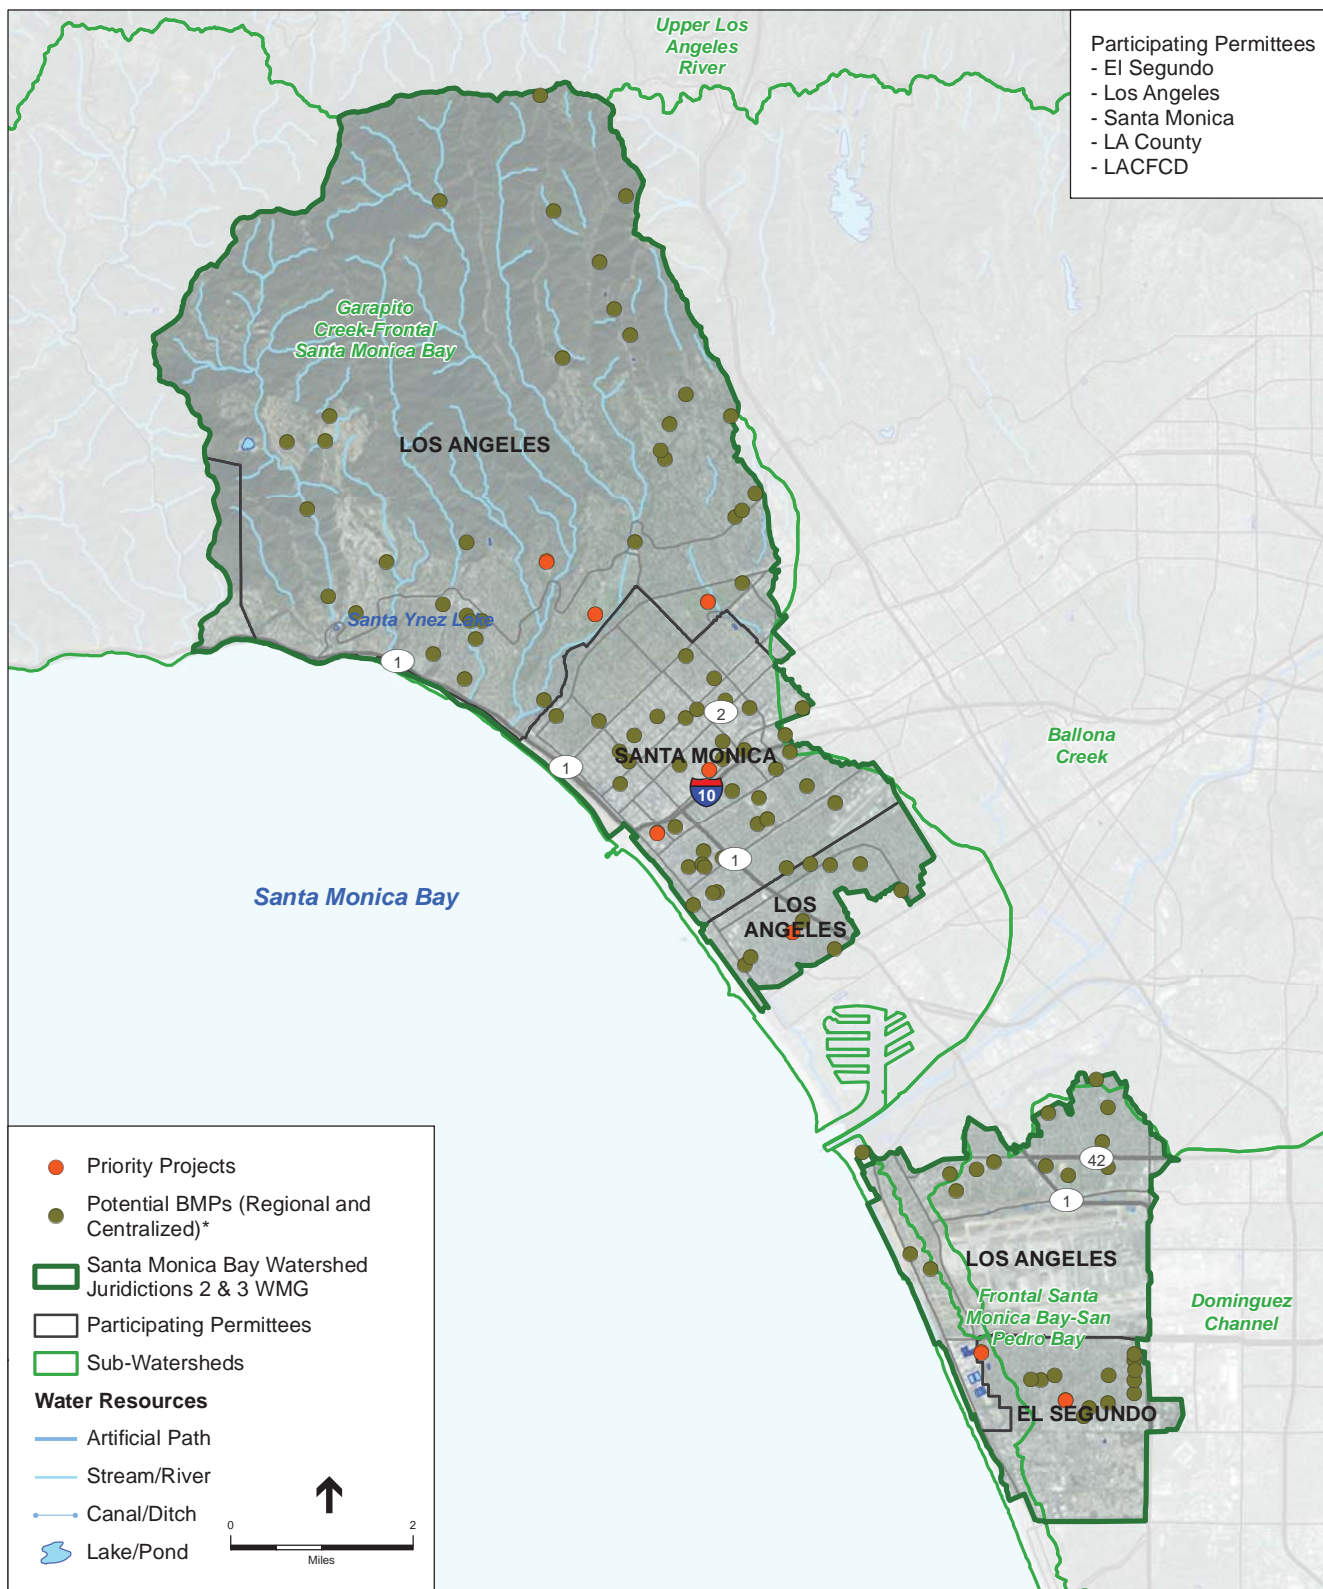 Upper Los
Angeles
River
Participating Permittees
- El Segundo
- Los Angeles
- Santa Monica
- LA County
- LACFCD
Garapito
Creek-Frontal
Santa Monica Bay
LOS ANGELES
Santa Ynez Lake
1
2
SANTA MONICA
1
10
Ballona
Creek
1
Santa Monica Bay
LOS
ANGELES
42
1
LOS ANGELES
Frontal Santa
Monica Bay-San
Pedro Bay
Dominguez
Channel
EL SEGUNDO
Priority Projects
Potential BMPs (Regional and
Centralized)*
Santa Monica Bay Watershed
Juridictions 2 & 3 WMG
Participating Permittees
Sub-Watersheds
Water Resources
Artificial Path
Stream/River
Canal/Ditch
Lake/Pond
0 2
Miles